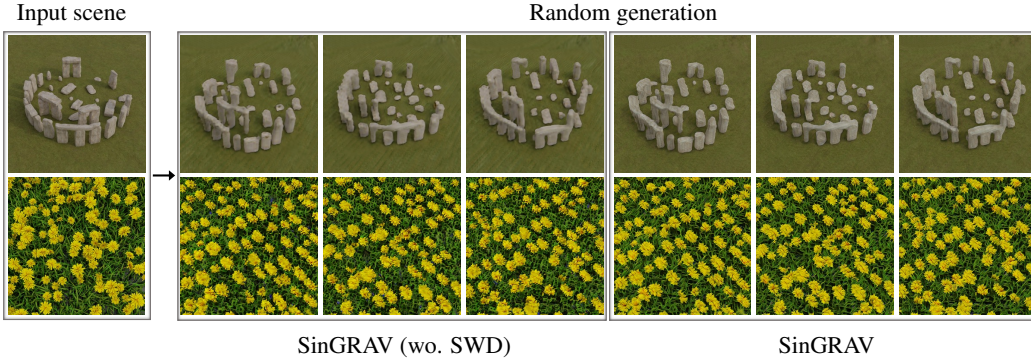 Input scene
Random generation
SinGRAV (wo. SWD)
SinGRAV